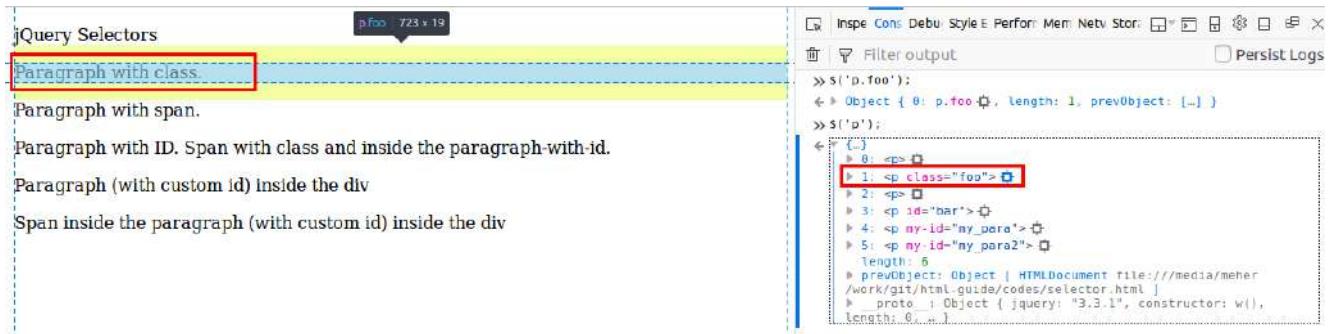 p.foo | 723 x 19
jQuery Selectors
Paragraph with class.
Paragraph with span.
Paragraph with ID. Span with class and inside the paragraph-with-id.
Paragraph (with custom id) inside the div
Span inside the paragraph (with custom id) inside the div
Inspe Cons Debu Style E Perforr Mem Netv Stor
Filter output Persist Logs
>> $('p.foo');
Object { 0: p.foo , length: 1, prevObject: […] }
>> $('p');
{…}
0: <p>
1: <p class="foo">
2: <p>
3: <p id="bar">
4: <p my-id="my_para">
5: <p my-id="my_para2">
length: 6
prevObject: Object [ HTMLDocument file:///media/meher
/work/git/html-guide/codes/selector.html ]
__proto__: Object { jquery: "3.3.1", constructor: w(),
length: 0, … }